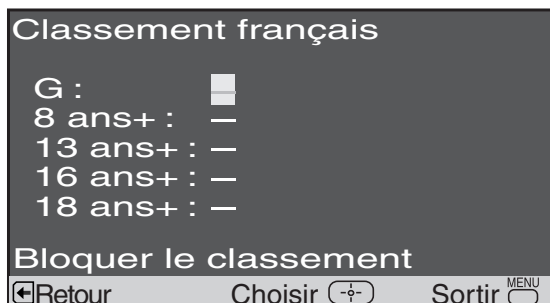 Classement français
G : –
8 ans+ : –
13 ans+ : –
16 ans+ : –
18 ans+ : –
Bloquer le classement
Retour Choisir Sortir MENU